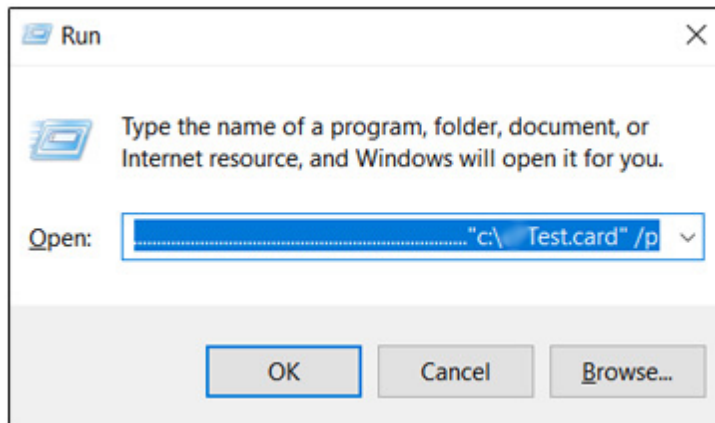 Run
Type the name of a program, folder, document, or
Internet resource, and Windows will open it for you.
Open: ..........................................................................."c:\ Test.card" /p
OK Cancel Browse...